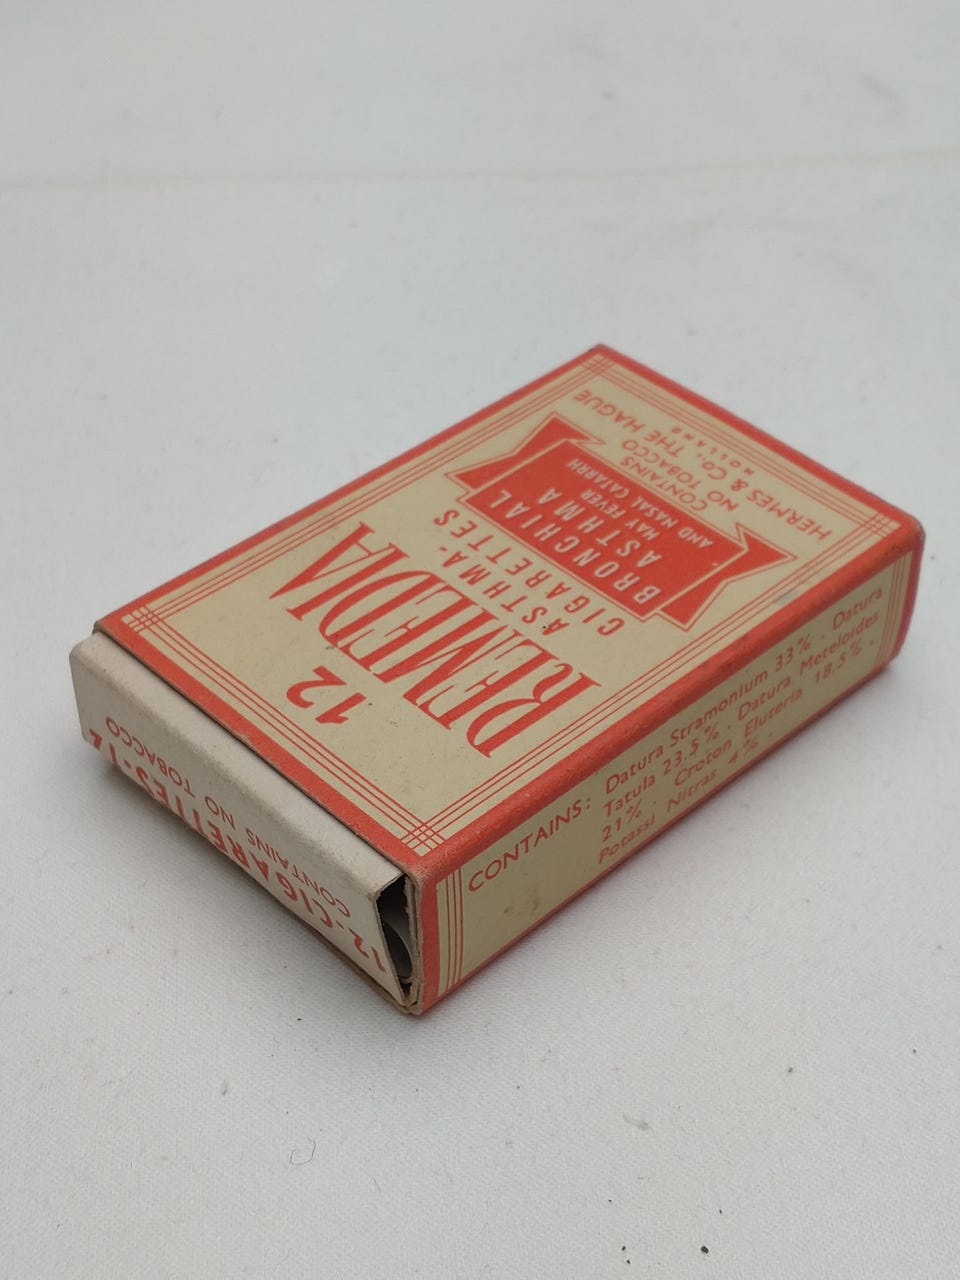 12
REMEDIA
ASTHMA-
CIGARETTES
BRONCHIAL
ASTHMA
HAY FEVER
AND NASAL CATARRH
CONTAINS
NO TOBACCO
HERMES & Co., THE HAGUE
HOLLAND
CONTAINS: Datura Stramonium 33% . Datura
Tatula 23.5% . Datura Meteloides
21% . Croton Eluteria 18.5% .
Potassi Nitras 4% .
12-CIGARETTES-12
CONTAINS NO TOBACCO